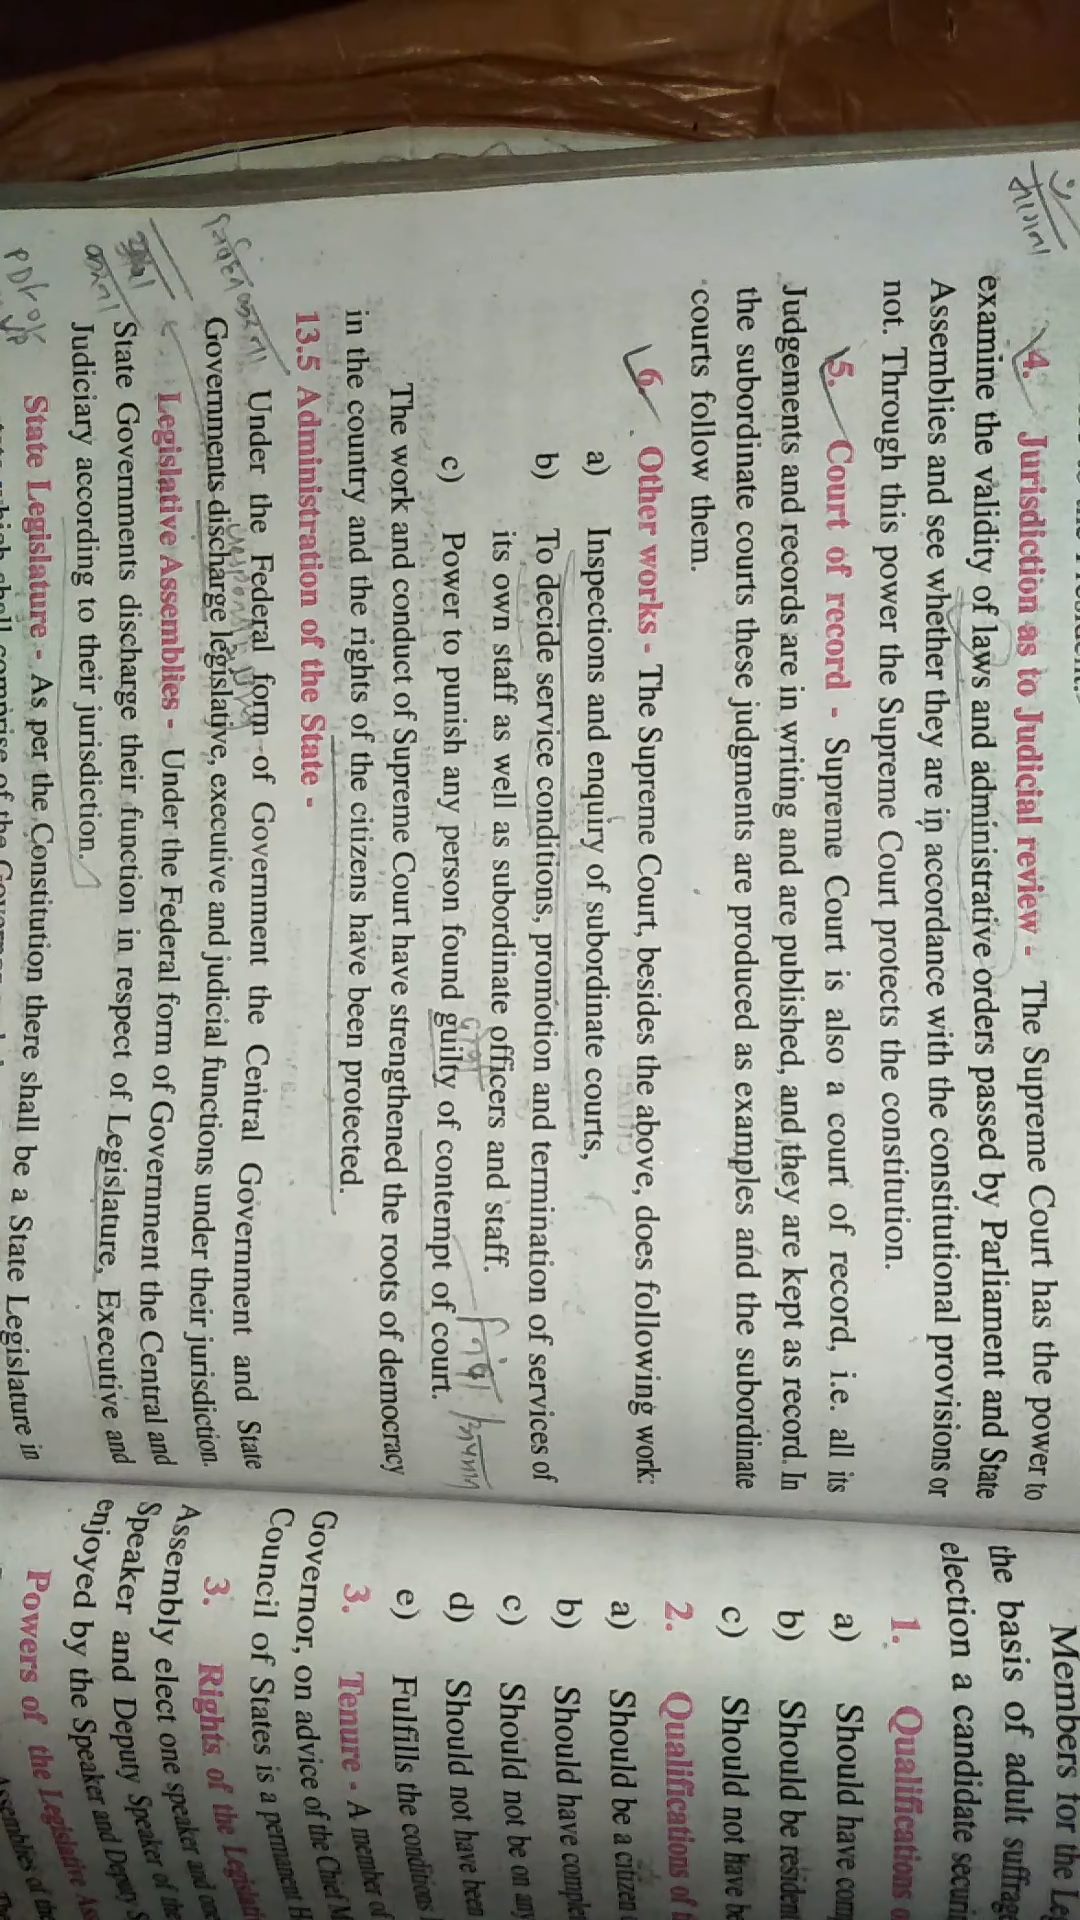 4. Jurisdiction as to Judicial review - The Supreme Court has the power to
examine the validity of laws and administrative orders passed by Parliament and State
Assemblies and see whether they are in accordance with the constitutional provisions or
not. Through this power the Supreme Court protects the constitution.
5. Court of record - Supreme Court is also a court of record, i.e. all its
Judgements and records are in writing and are published, and they are kept as record. In
the subordinate courts these judgments are produced as examples and the subordinate
courts follow them.
6. Other works - The Supreme Court, besides the above, does following work:
a) Inspections and enquiry of subordinate courts,
b) To decide service conditions, promotion and termination of services of
its own staff as well as subordinate officers and staff.
c) Power to punish any person found guilty of contempt of court.
The work and conduct of Supreme Court have strengthened the roots of democracy
in the country and the rights of the citizens have been protected.
13.5 Administration of the State -
Under the Federal form of Government the Central Government and State
Governments discharge legislative, executive and judicial functions under their jurisdiction.
Legislative Assemblies - Under the Federal form of Government the Central and
State Governments discharge their function in respect of Legislature, Executive and
Judiciary according to their jurisdiction.
State Legislature - As per the Constitution there shall be a State Legislature in
Members for the
the basis of adult
election a candidate
1. Qualifications
a) Should have
b) Should be
c) Should not have
2. Qualifications of
a) Should be a citizen
b) Should have
c) Should not be on any
d) Should not have been
e) Fulfills the conditions
3. Tenure - A member of
Governor, on advice of the Chief
Council of States is a permanent
3. Rights of the
Assembly elect one speaker and one
Speaker and Deputy Speaker of the
enjoyed by the Speaker and Deputy
Powers of the Legislative